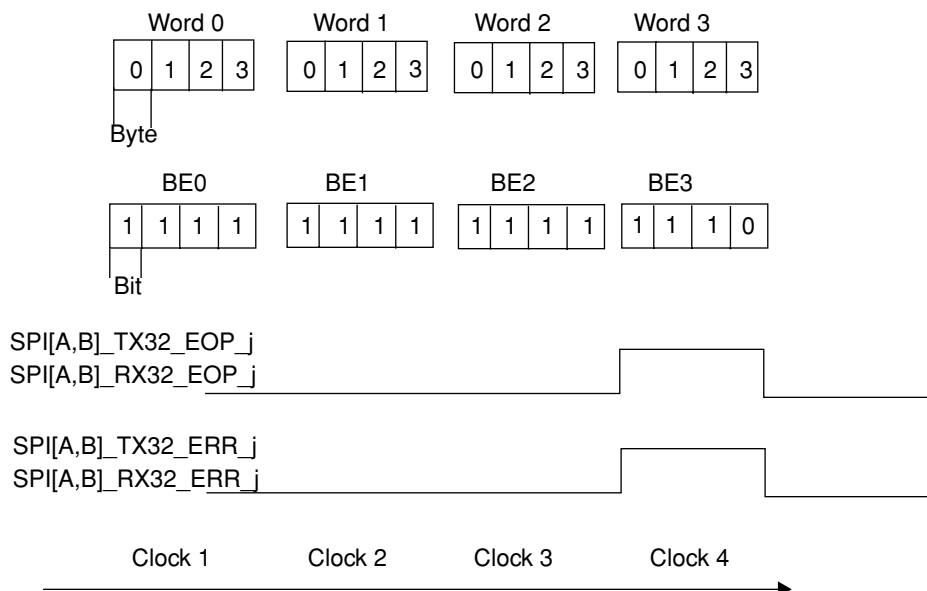 Word 0 Word 1 Word 2 Word 3
0 1 2 3 0 1 2 3 0 1 2 3 0 1 2 3
Byte
BE0 BE1 BE2 BE3
1 1 1 1 1 1 1 1 1 1 1 1 1 1 1 0
Bit
SPI[A,B]_TX32_EOP_j
SPI[A,B]_RX32_EOP_j
SPI[A,B]_TX32_ERR_j
SPI[A,B]_RX32_ERR_j
Clock 1 Clock 2 Clock 3 Clock 4